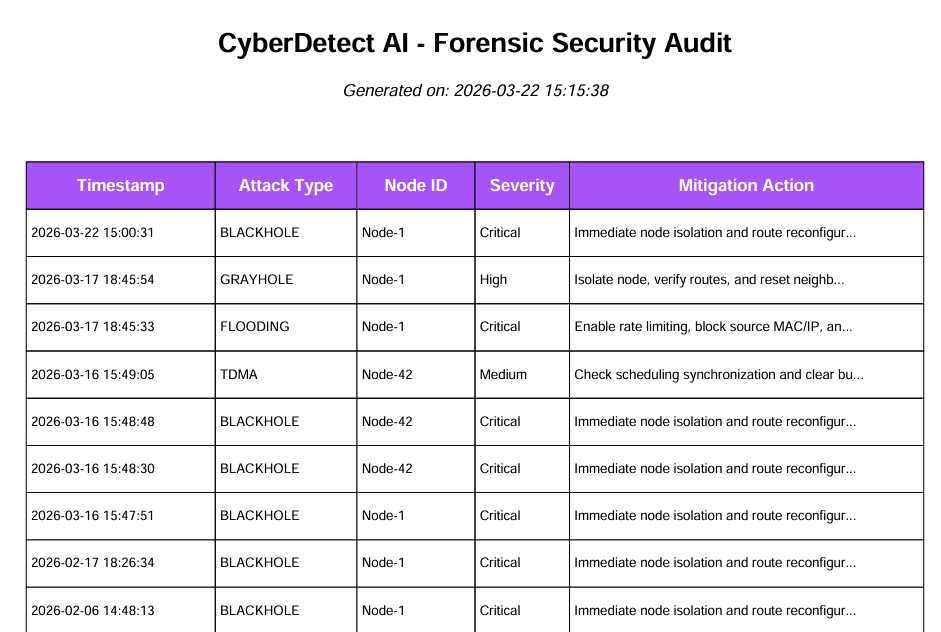 CyberDetect AI - Forensic Security Audit
Generated on: 2026-03-22 15:15:38
Timestamp Attack Type Node ID Severity Mitigation Action
2026-03-22 15:00:31 BLACKHOLE Node-1 Critical Immediate node isolation and route reconfigur...
2026-03-17 18:45:54 GRAYHOLE Node-1 High Isolate node, verify routes, and reset neighb...
2026-03-17 18:45:33 FLOODING Node-1 Critical Enable rate limiting, block source MAC/IP, an...
2026-03-16 15:49:05 TDMA Node-42 Medium Check scheduling synchronization and clear bu...
2026-03-16 15:48:48 BLACKHOLE Node-42 Critical Immediate node isolation and route reconfigur...
2026-03-16 15:48:30 BLACKHOLE Node-42 Critical Immediate node isolation and route reconfigur...
2026-03-16 15:47:51 BLACKHOLE Node-1 Critical Immediate node isolation and route reconfigur...
2026-02-17 18:26:34 BLACKHOLE Node-1 Critical Immediate node isolation and route reconfigur...
2026-02-06 14:48:13 BLACKHOLE Node-1 Critical Immediate node isolation and route reconfigur...